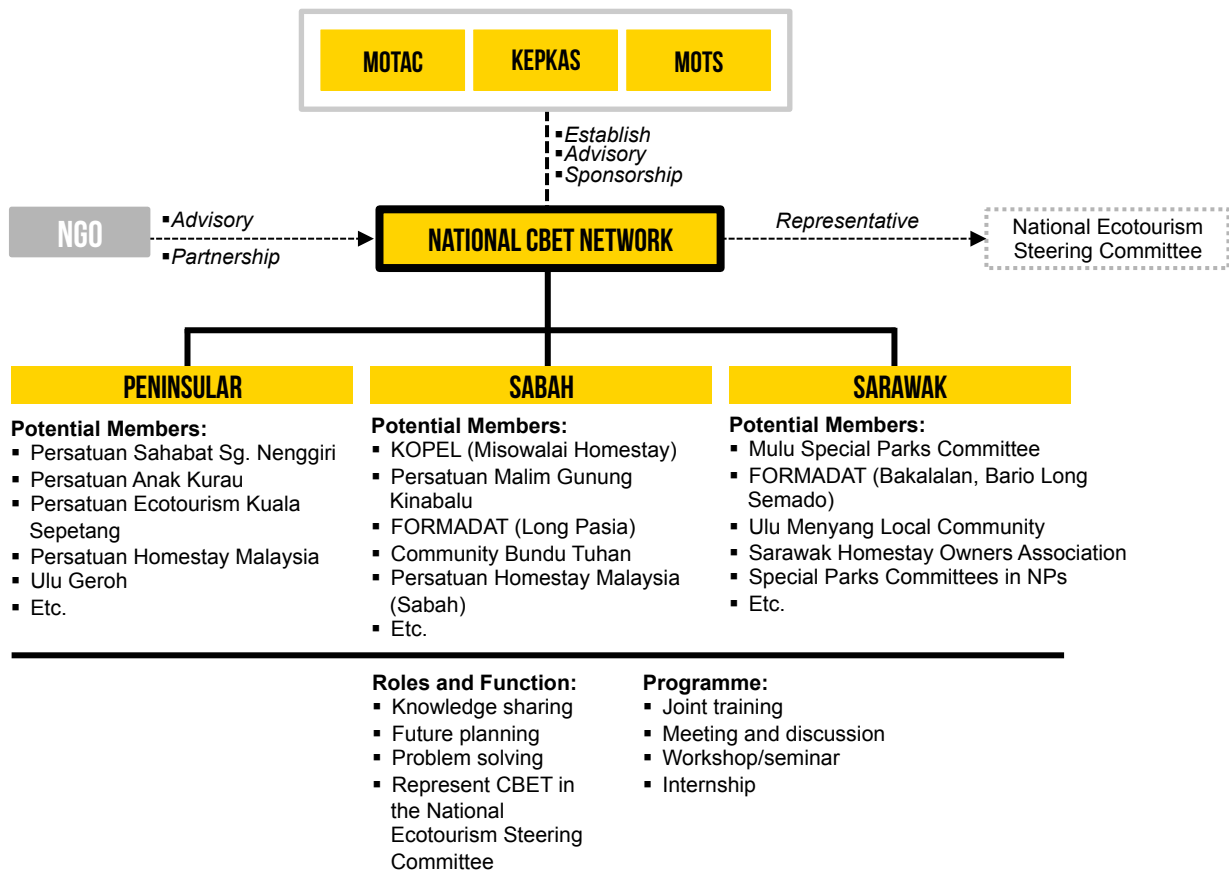 MOTAC
KEPKAS
MOTS
▪Establish
▪Advisory
▪Sponsorship
NGO
▪Advisory
▪Partnership
NATIONAL CBET NETWORK
Representative
National Ecotourism
Steering Committee
PENINSULAR
Potential Members:
▪ Persatuan Sahabat Sg. Nenggiri
▪ Persatuan Anak Kurau
▪ Persatuan Ecotourism Kuala
Sepetang
▪ Persatuan Homestay Malaysia
▪ Ulu Geroh
▪ Etc.
SABAH
Potential Members:
▪ KOPEL (Misowalai Homestay)
▪ Persatuan Malim Gunung
Kinabalu
▪ FORMADAT (Long Pasia)
▪ Community Bundu Tuhan
▪ Persatuan Homestay Malaysia
(Sabah)
▪ Etc.
SARAWAK
Potential Members:
▪ Mulu Special Parks Committee
▪ FORMADAT (Bakalalan, Bario Long
Semado)
▪ Ulu Menyang Local Community
▪ Sarawak Homestay Owners Association
▪ Special Parks Committees in NPs
▪ Etc.
Roles and Function:
▪ Knowledge sharing
▪ Future planning
▪ Problem solving
▪ Represent CBET in
the National
Ecotourism Steering
Committee
Programme:
▪ Joint training
▪ Meeting and discussion
▪ Workshop/seminar
▪ Internship